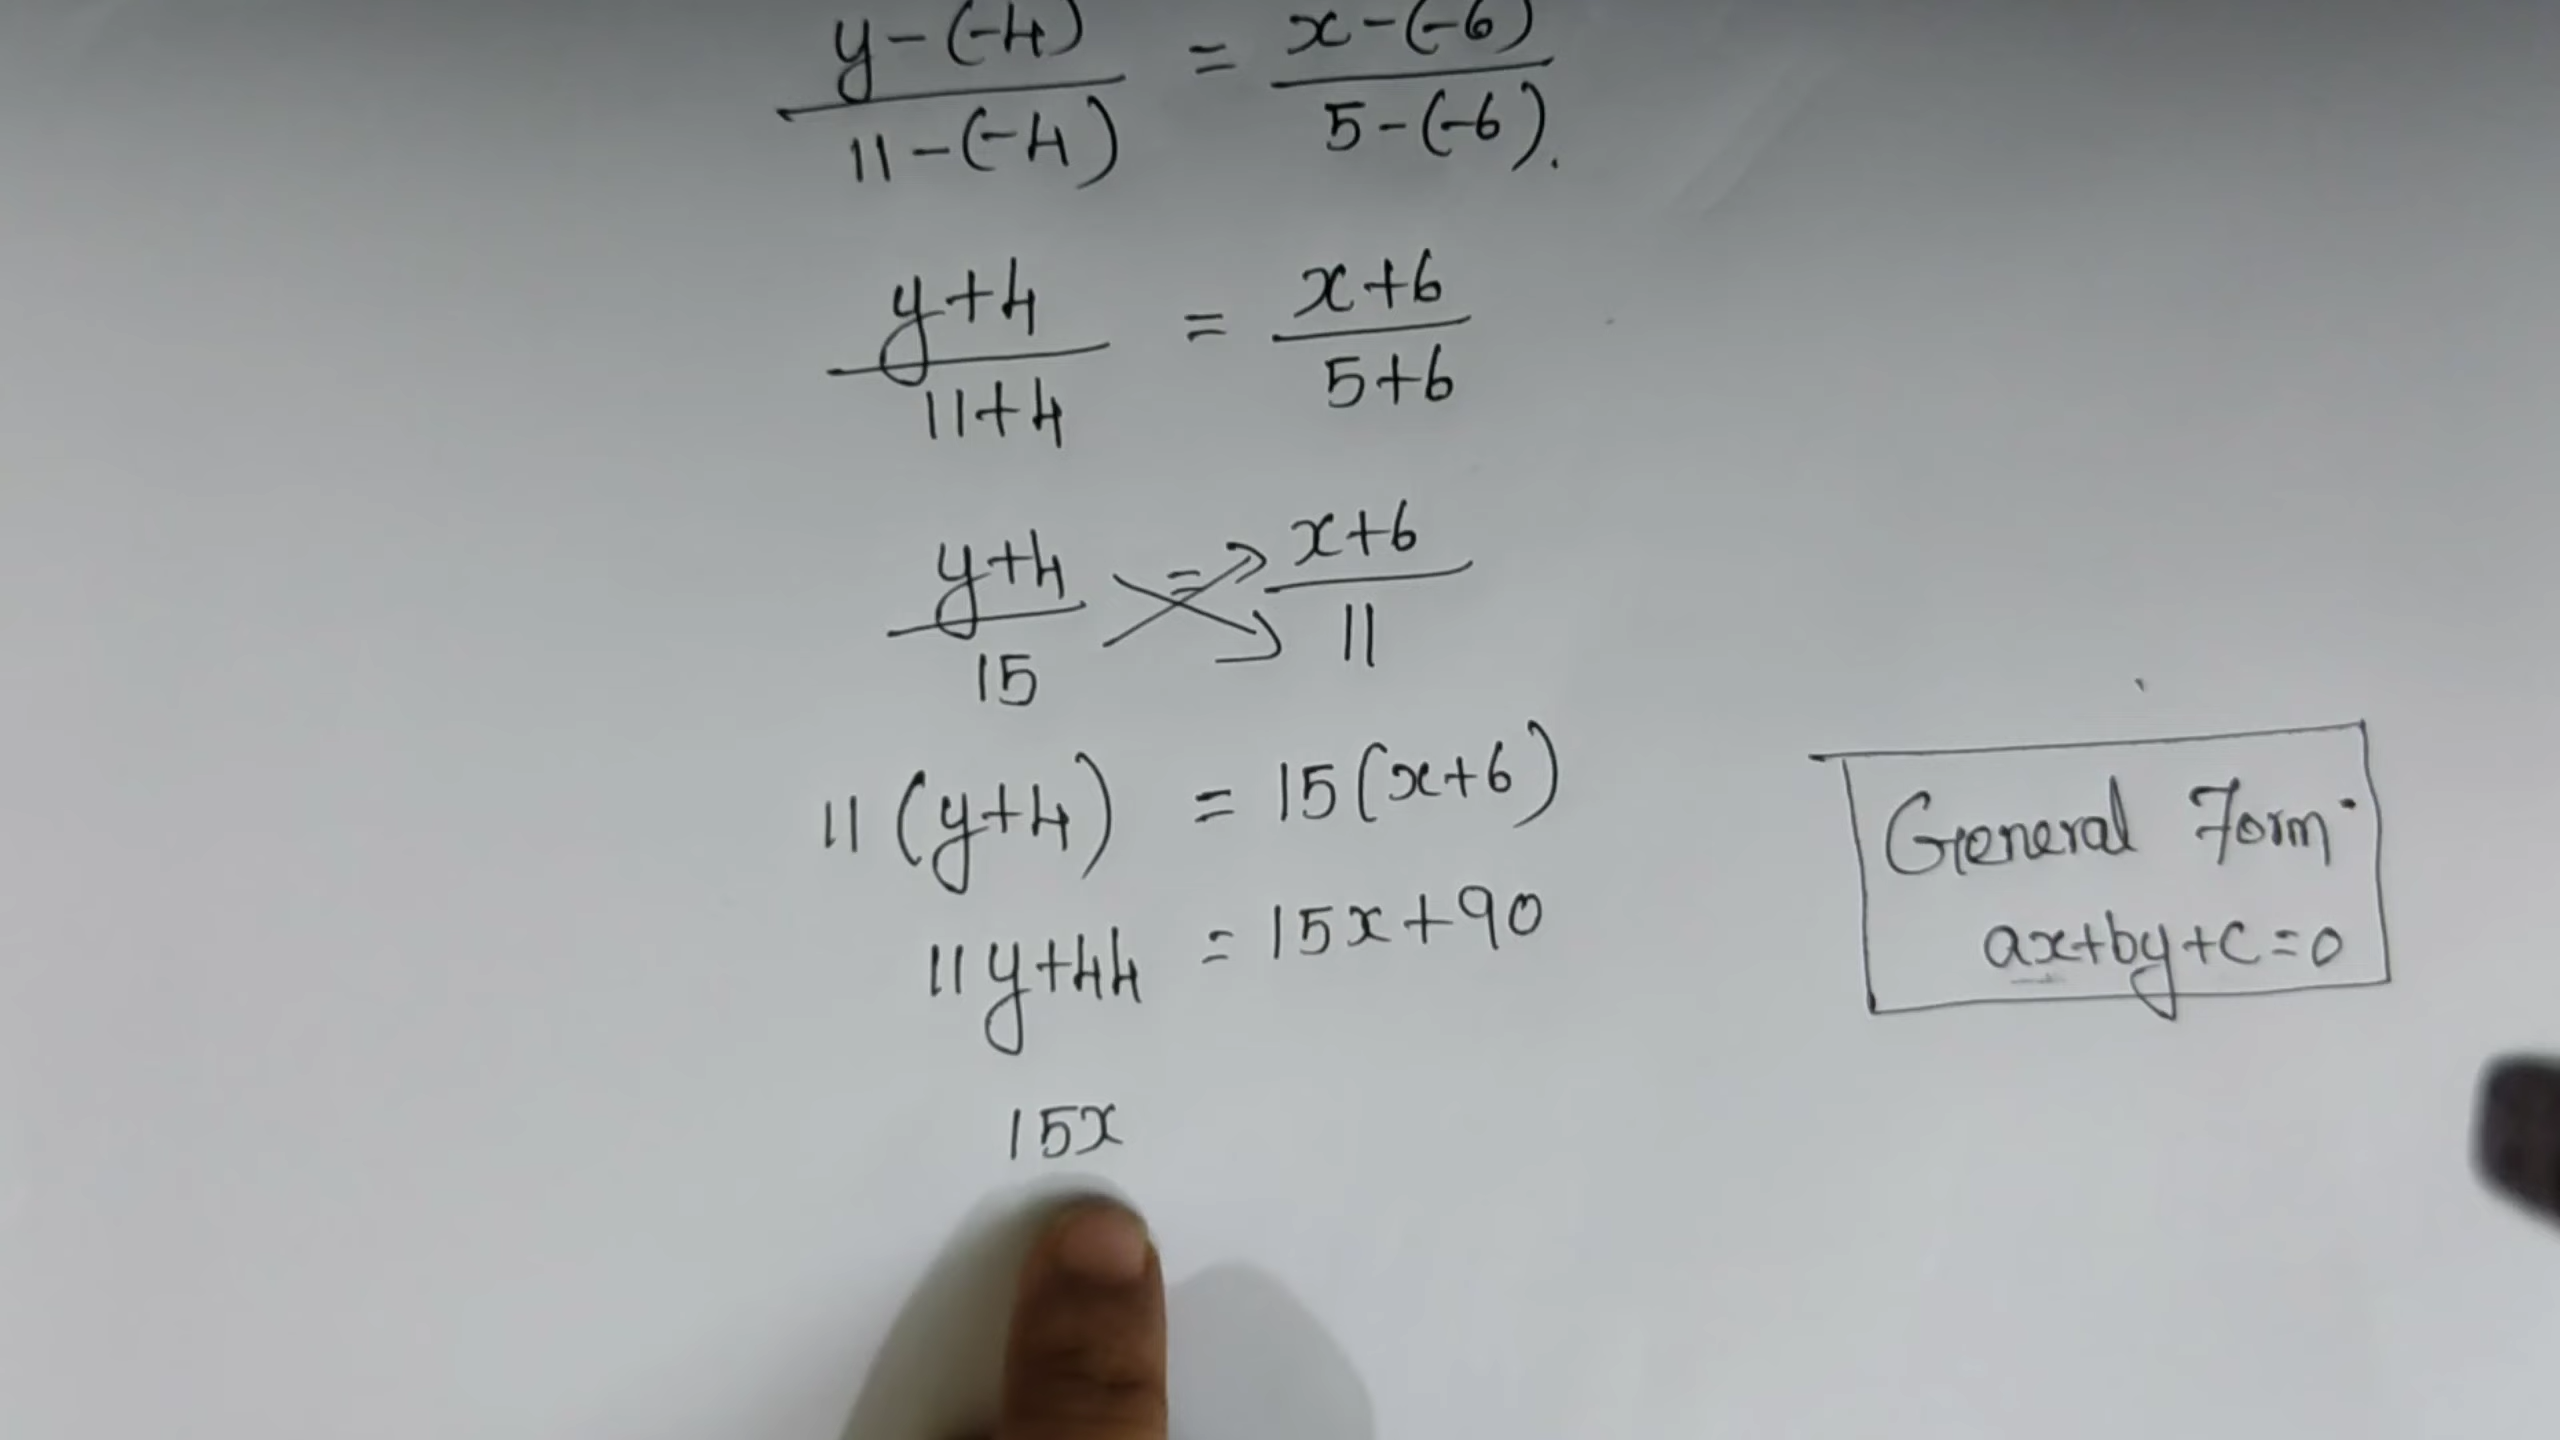 y-(-4) = x-(-6)
11-(-4) 5-(-6).
y+4 = x+6
11+4 5+6
y+4 = x+6
15 11
11(y+4) = 15(x+6)
11y+44 = 15x+90
15x
General Form.
ax+by+c=0